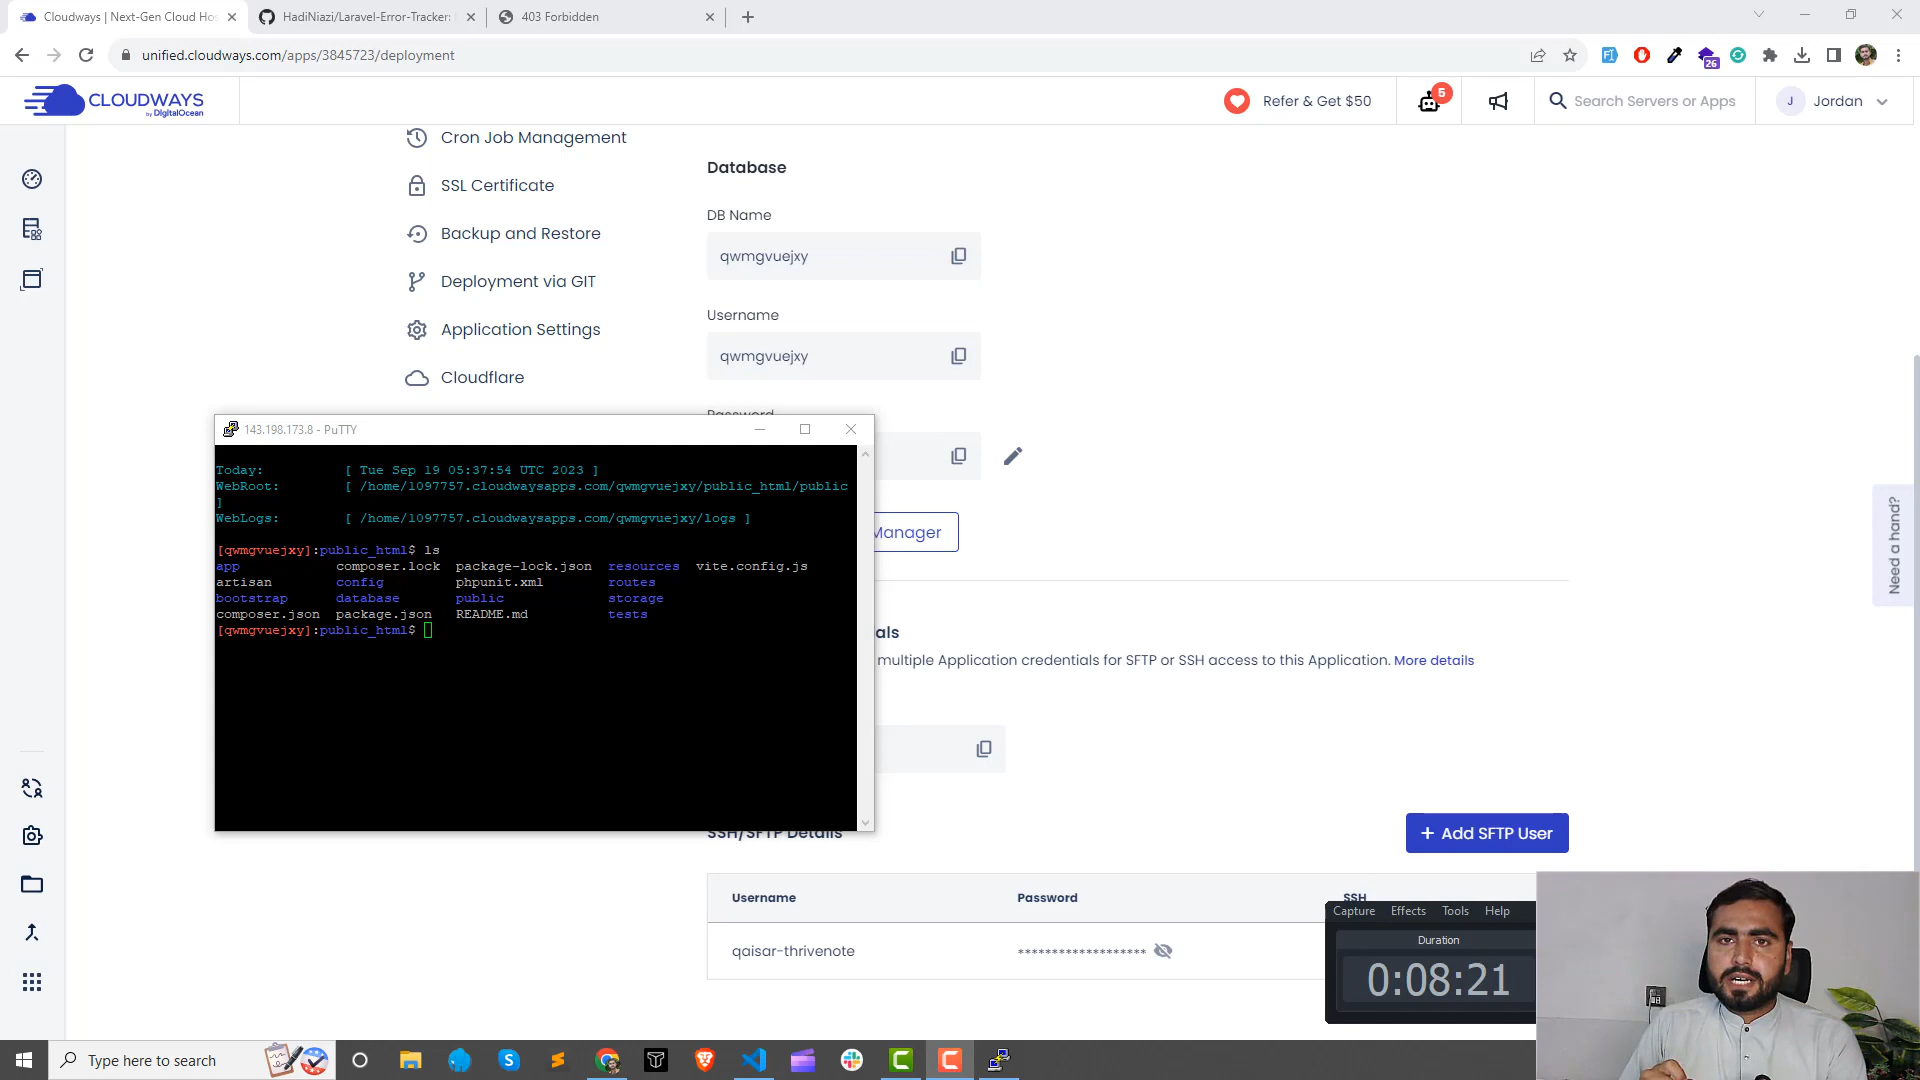 Cloudways | Next-Gen Cloud Ho
HadiNiazi/Laravel-Error-Tracker:
403 Forbidden
unified.cloudways.com/apps/3845723/deployment
26
CLOUDWAYS
by DigitalOcean
Refer & Get $50
5
Search Servers or Apps
J
Jordan
Cron Job Management
SSL Certificate
Backup and Restore
Deployment via GIT
Application Settings
Cloudflare
Database
DB Name
qwmgvuejxy
Username
qwmgvuejxy
Password
Manager
als
multiple Application credentials for SFTP or SSH access to this Application. More details
SSH/SFTP Details
+ Add SFTP User
Username Password SSH
qaisar-thrivenote *******************
Need a hand?
143.198.173.8 - PuTTY
Today: [ Tue Sep 19 05:37:54 UTC 2023 ]
WebRoot: [ /home/1097757.cloudwaysapps.com/qwmgvuejxy/public_html/public
]
WebLogs: [ /home/1097757.cloudwaysapps.com/qwmgvuejxy/logs ]
[qwmgvuejxy]:public_html$ ls
app composer.lock package-lock.json resources vite.config.js
artisan config phpunit.xml routes
bootstrap database public storage
composer.json package.json README.md tests
[qwmgvuejxy]:public_html$
Capture Effects Tools Help
Duration
0:08:21
Type here to search